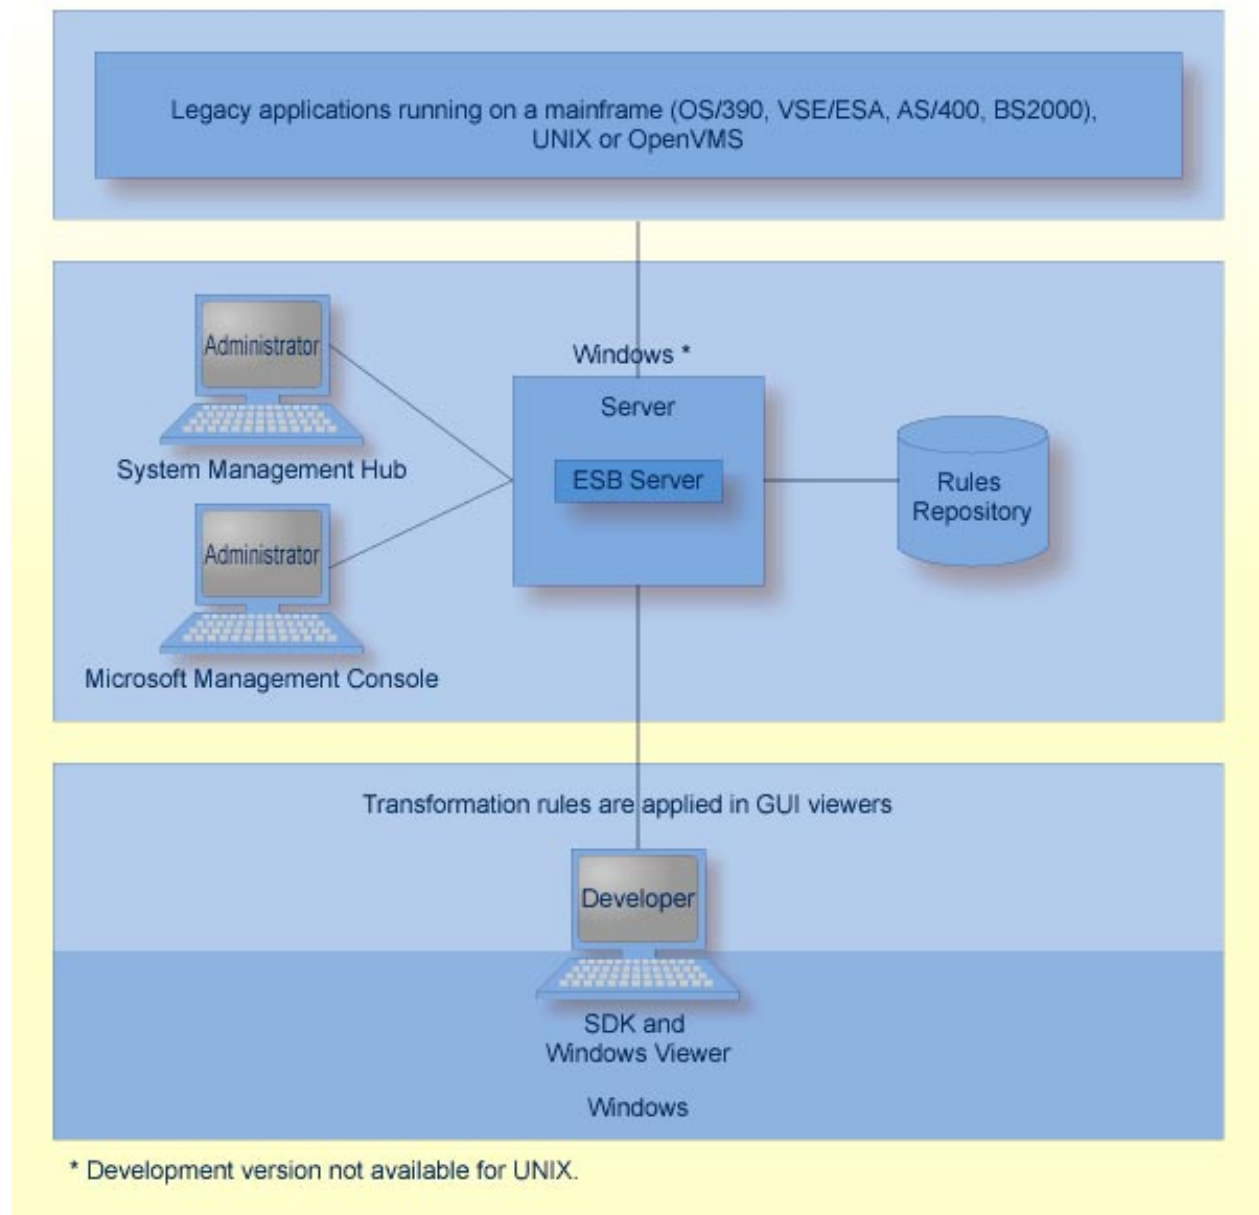 Legacy applications running on a mainframe (OS/390, VSE/ESA, AS/400, BS2000),
UNIX or OpenVMS
Administrator
System Management Hub
Administrator
Microsoft Management Console
Windows *
Server
ESB Server
Rules
Repository
Transformation rules are applied in GUI viewers
Developer
SDK and
Windows Viewer
Windows
* Development version not available for UNIX.